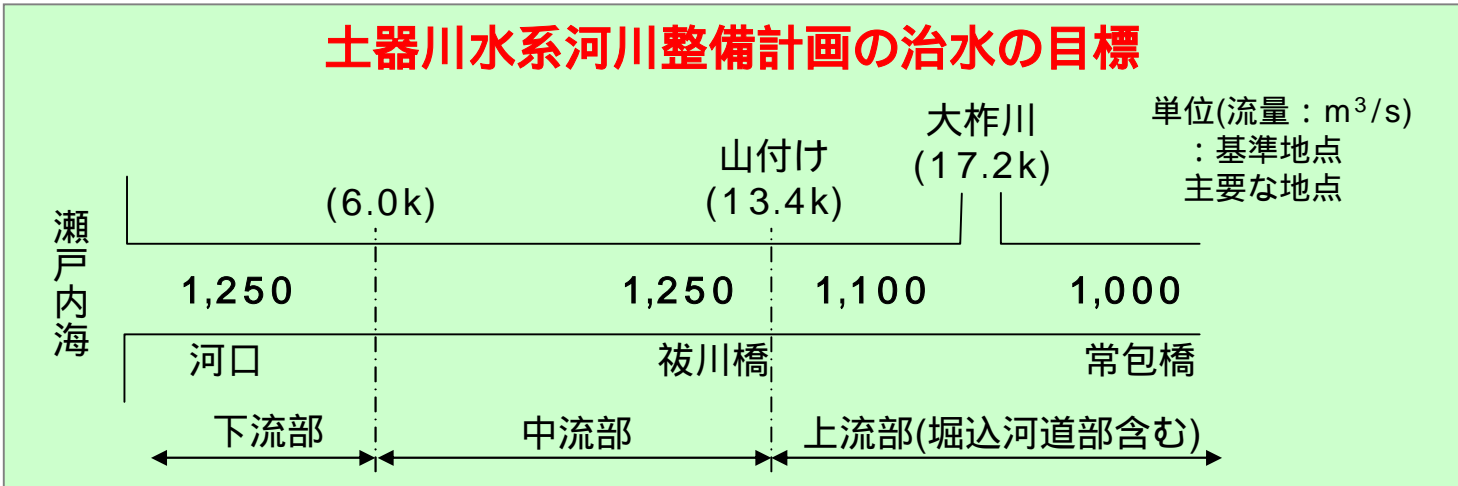 土器川水系河川整備計画の治水の目標
単位(流量：m³/s)
：基準地点
主要な地点
大柞川
(17.2k)
山付け
(13.4k)
(6.0k)
瀬戸内海
1,250
1,250
1,100
1,000
河口
祓川橋
常包橋
下流部
中流部
上流部(堀込河道部含む)